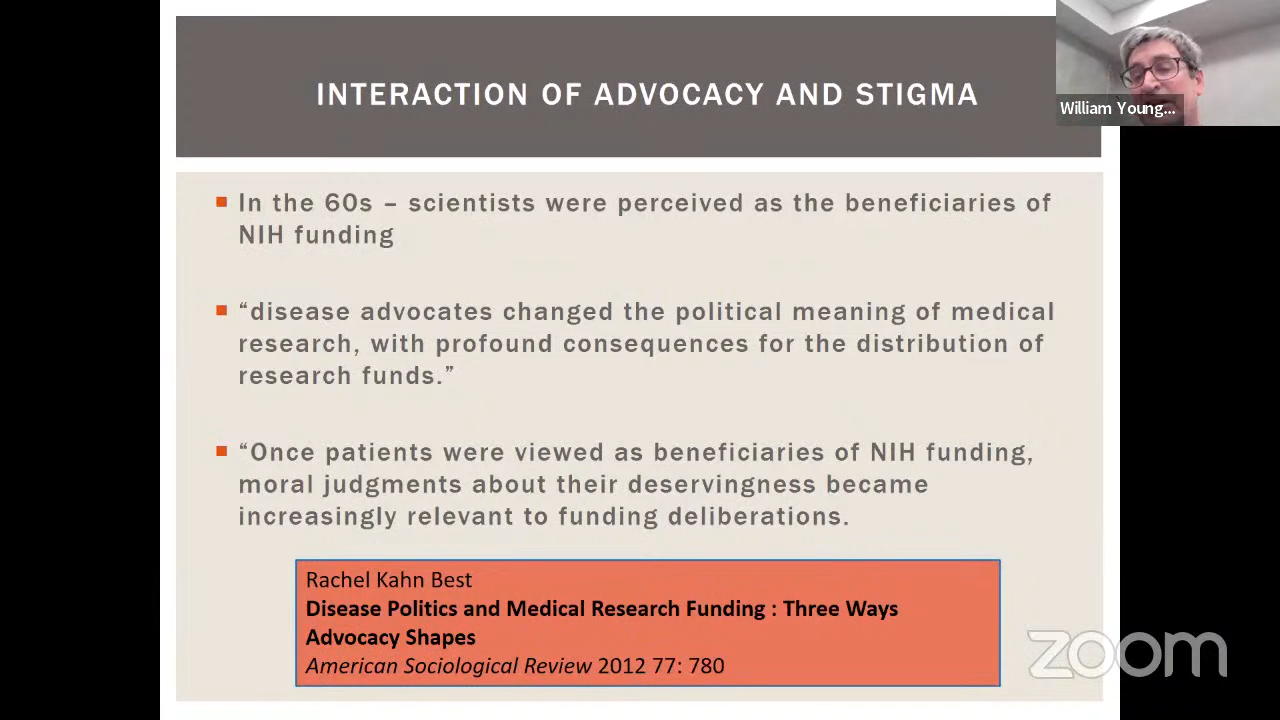 INTERACTION OF ADVOCACY AND STIGMA
William Young...
In the 60s – scientists were perceived as the beneficiaries of
NIH funding
“disease advocates changed the political meaning of medical
research, with profound consequences for the distribution of
research funds.”
“Once patients were viewed as beneficiaries of NIH funding,
moral judgments about their deservingness became
increasingly relevant to funding deliberations.
Rachel Kahn Best
Disease Politics and Medical Research Funding : Three Ways
Advocacy Shapes
American Sociological Review 2012 77: 780
zoom